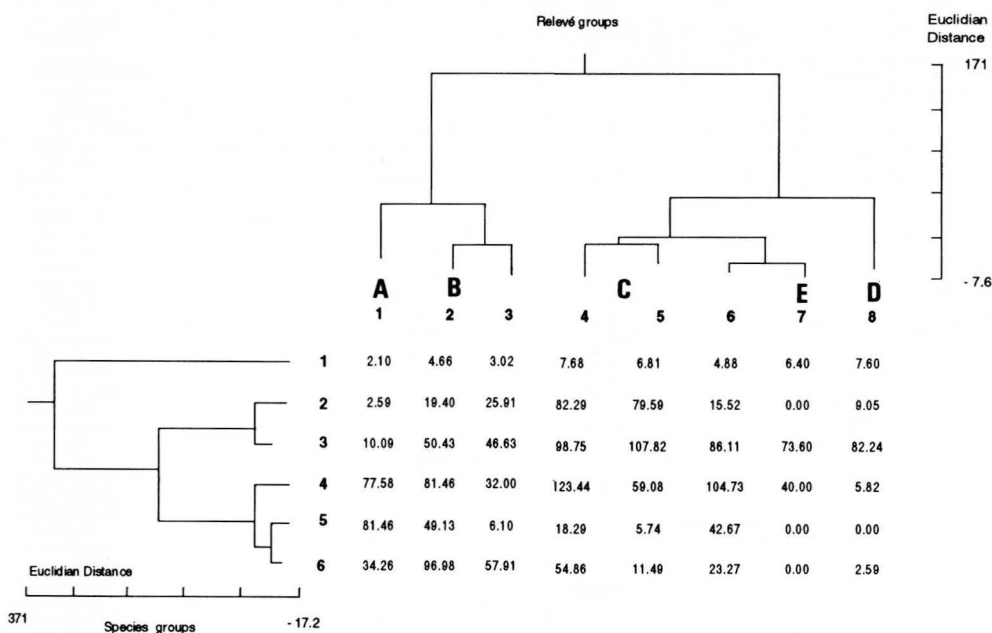 Relevé groups
Euclidian
Distance
171
- 7.6
A B C E D
1 2 3 4 5 6 7 8
1 2.10 4.66 3.02 7.68 6.81 4.88 6.40 7.60
2 2.59 19.40 25.91 82.29 79.59 15.52 0.00 9.05
3 10.09 50.43 46.63 98.75 107.82 86.11 73.60 82.24
4 77.58 81.46 32.00 123.44 59.08 104.73 40.00 5.82
5 81.46 49.13 6.10 18.29 5.74 42.67 0.00 0.00
6 34.26 96.98 57.91 54.86 11.49 23.27 0.00 2.59
Euclidian Distance
371 - 17.2
Species groups